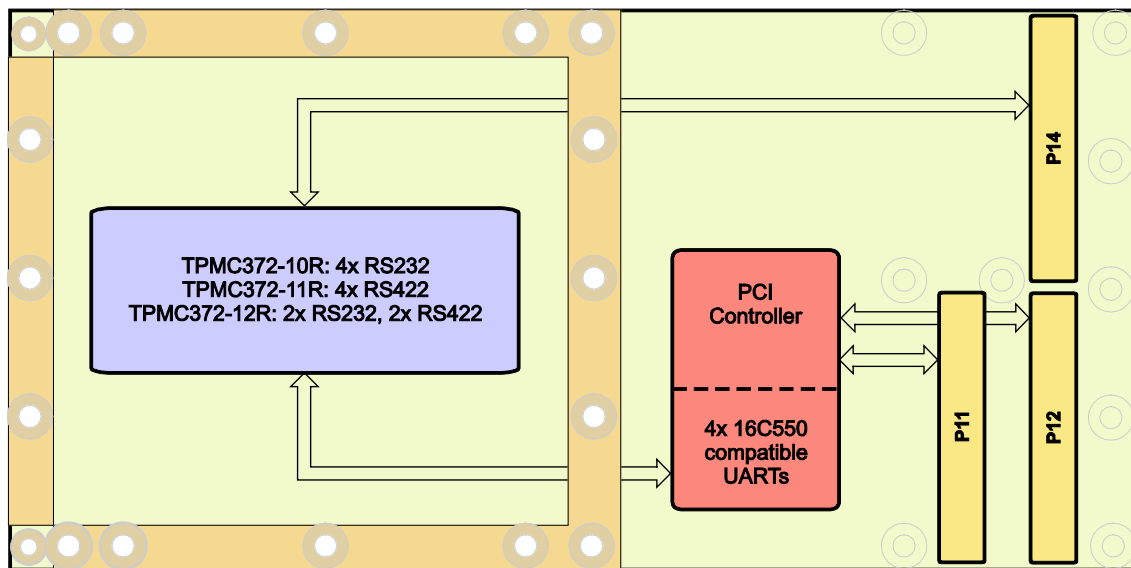 TPMC372-10R: 4x RS232
TPMC372-11R: 4x RS422
TPMC372-12R: 2x RS232, 2x RS422
PCI
Controller
4x 16C550
compatible
UARTs
P14
P11
P12